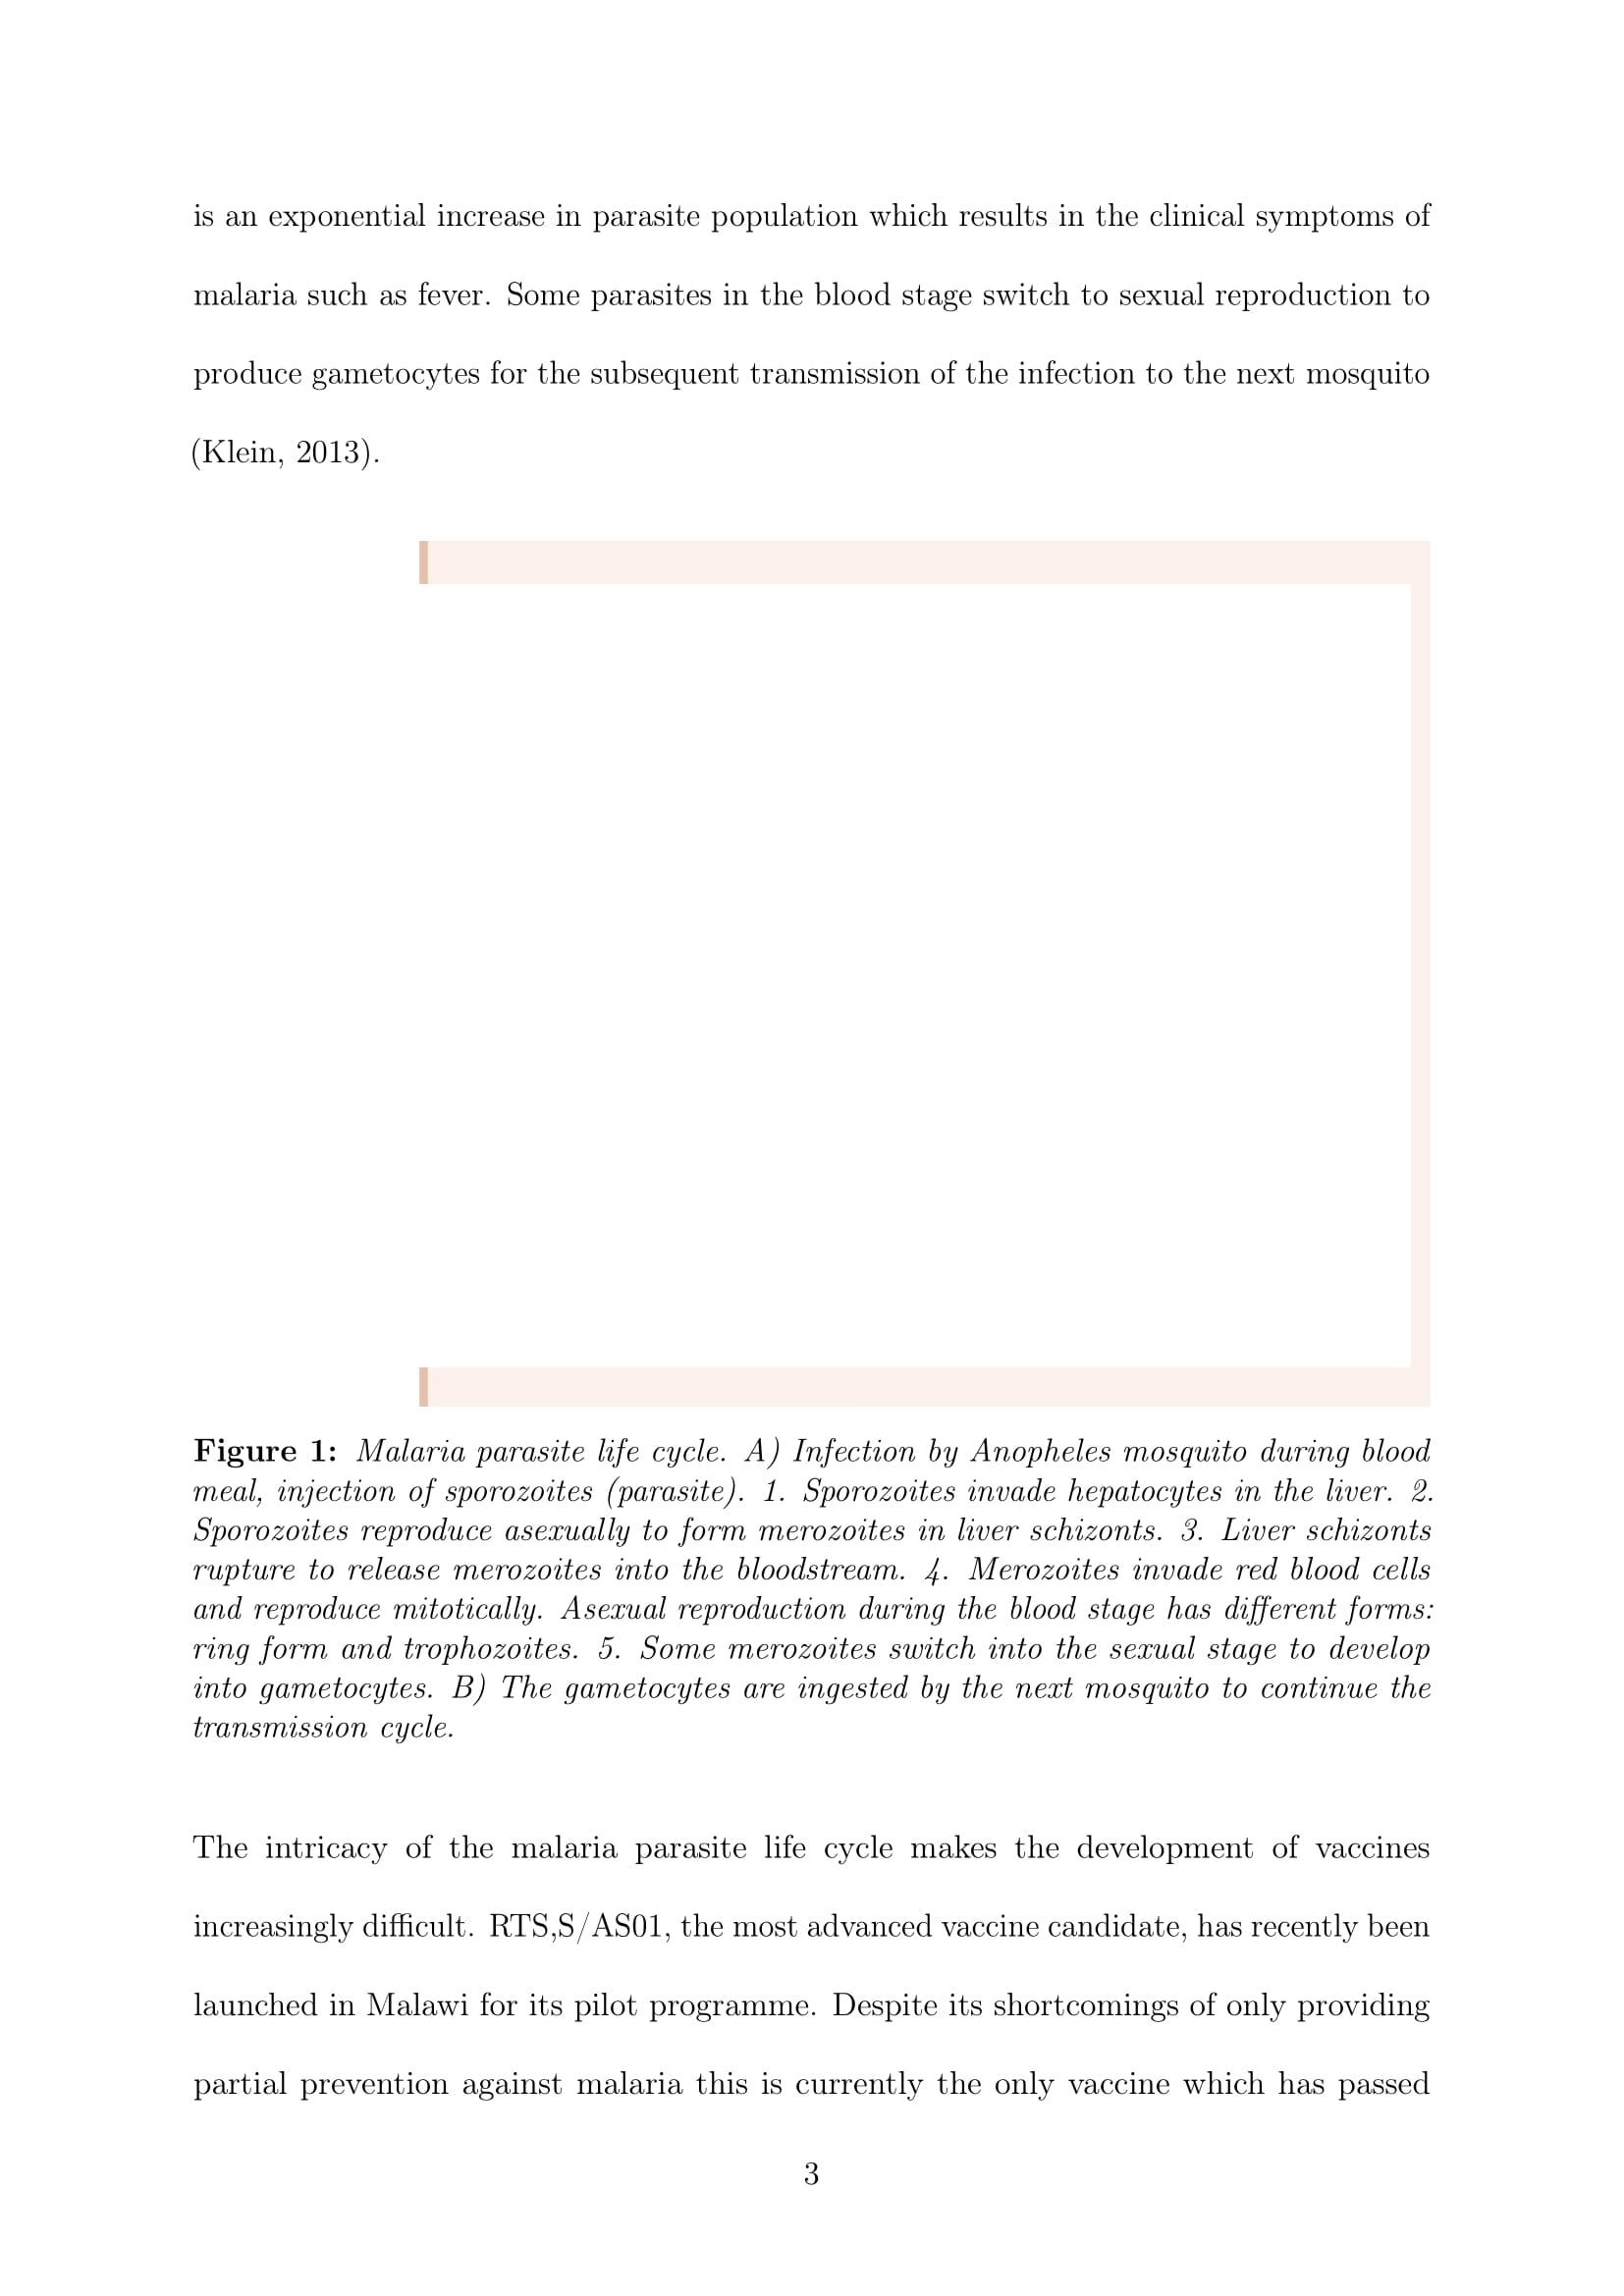 is an exponential increase in parasite population which results in the clinical symptoms of
malaria such as fever. Some parasites in the blood stage switch to sexual reproduction to
produce gametocytes for the subsequent transmission of the infection to the next mosquito
(Klein, 2013).
Figure 1: Malaria parasite life cycle. A) Infection by Anopheles mosquito during blood
meal, injection of sporozoites (parasite). 1. Sporozoites invade hepatocytes in the liver. 2.
Sporozoites reproduce asexually to form merozoites in liver schizonts. 3. Liver schizonts
rupture to release merozoites into the bloodstream. 4. Merozoites invade red blood cells
and reproduce mitotically. Asexual reproduction during the blood stage has different forms:
ring form and trophozoites. 5. Some merozoites switch into the sexual stage to develop
into gametocytes. B) The gametocytes are ingested by the next mosquito to continue the
transmission cycle.
The intricacy of the malaria parasite life cycle makes the development of vaccines
increasingly difficult. RTS,S/AS01, the most advanced vaccine candidate, has recently been
launched in Malawi for its pilot programme. Despite its shortcomings of only providing
partial prevention against malaria this is currently the only vaccine which has passed
3